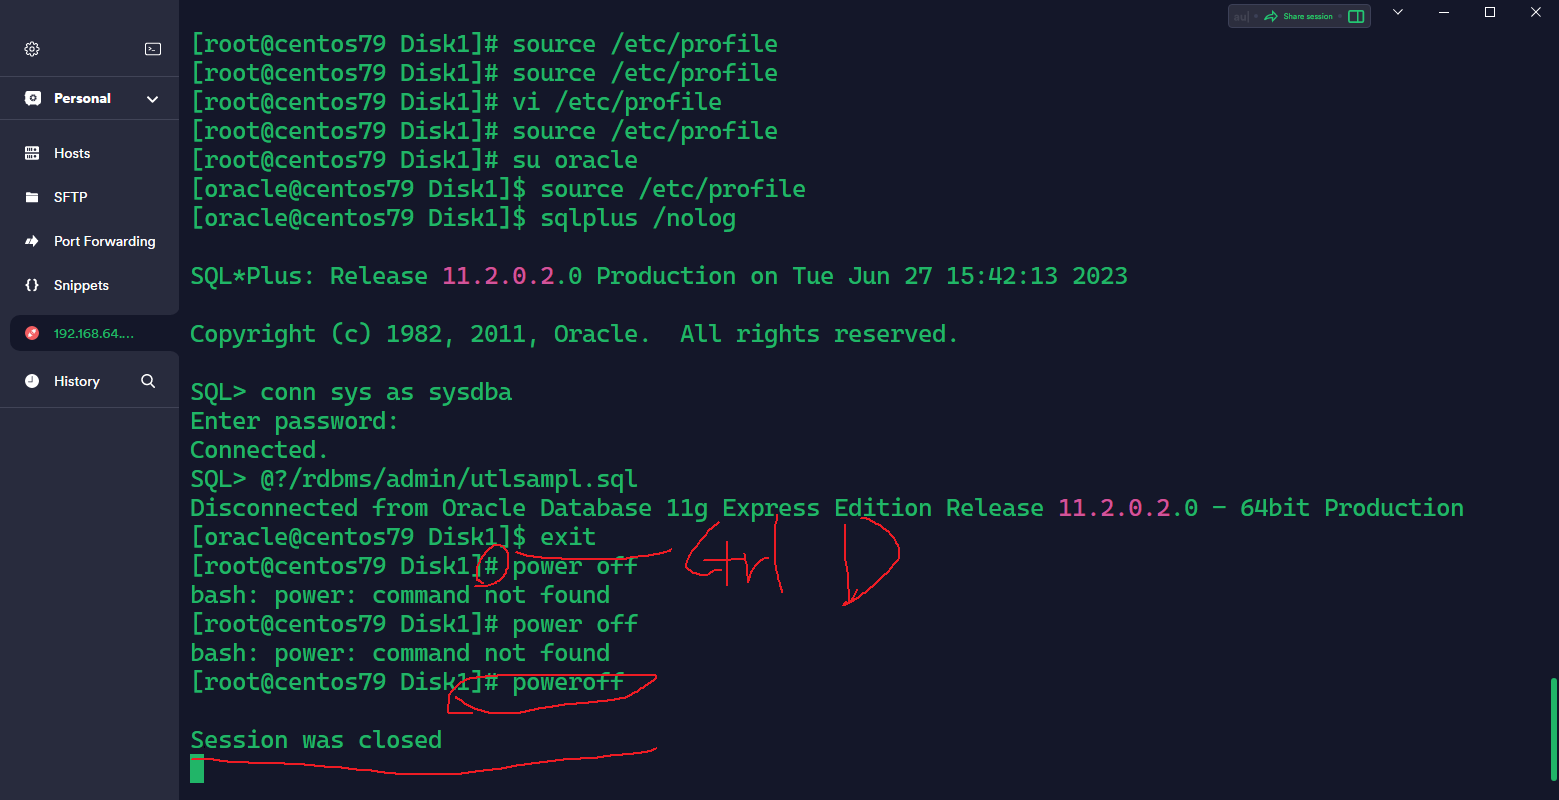 Share session
Personal
Hosts
SFTP
Port Forwarding
Snippets
192.168.64....
History
[root@centos79 Disk1]# source /etc/profile
[root@centos79 Disk1]# source /etc/profile
[root@centos79 Disk1]# vi /etc/profile
[root@centos79 Disk1]# source /etc/profile
[root@centos79 Disk1]# su oracle
[oracle@centos79 Disk1]$ source /etc/profile
[oracle@centos79 Disk1]$ sqlplus /nolog
SQL*Plus: Release 11.2.0.2.0 Production on Tue Jun 27 15:42:13 2023
Copyright (c) 1982, 2011, Oracle.  All rights reserved.
SQL> conn sys as sysdba
Enter password:
Connected.
SQL> @?/rdbms/admin/utlsampl.sql
Disconnected from Oracle Database 11g Express Edition Release 11.2.0.2.0 - 64bit Production
[oracle@centos79 Disk1]$ exit
[root@centos79 Disk1]# power off
Ctrl D
bash: power: command not found
[root@centos79 Disk1]# power off
bash: power: command not found
[root@centos79 Disk1]# poweroff
Session was closed